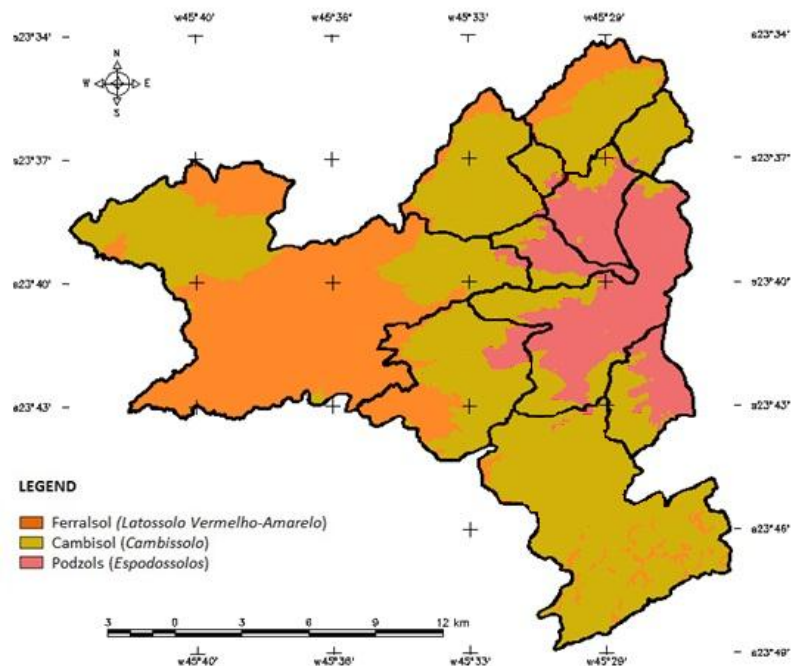 w45°40' w45°36' w45°33' w45°29'
s23°34' s23°34'
N
W E
S
s23°37' s23°37'
s23°40' s23°40'
s23°43' s23°43'
LEGEND
Ferralsol (Latossolo Vermelho-Amarelo)
Cambisol (Cambissolo)
Podzols (Espodossolos)
s23°46'
3 0 3 6 9 12 km
s23°49'
w45°40' w45°36' w45°33' w45°29'